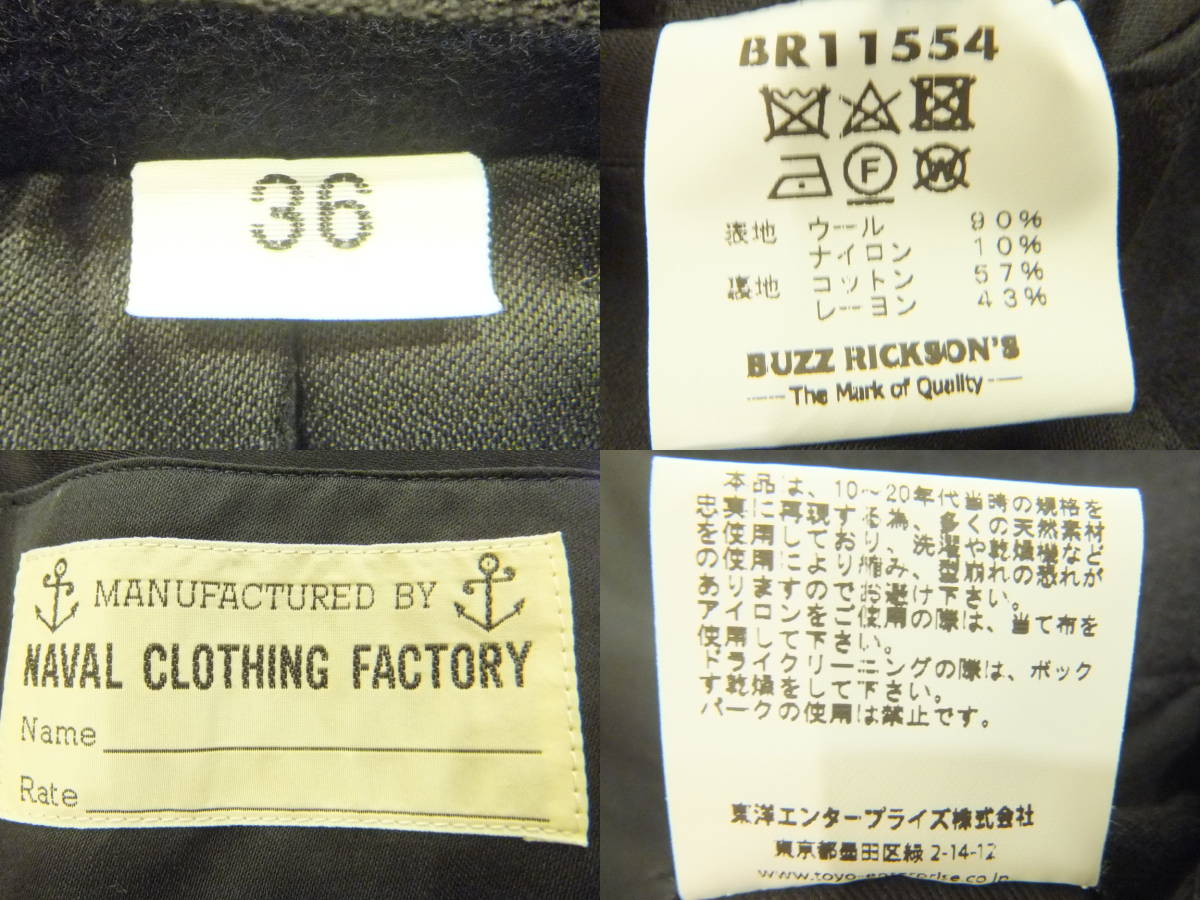 36
BR11554
F
W
表地 ウール 90%
ナイロン 10%
裏地 コットン 57%
レーヨン 43%
BUZZ RICKSON'S
The Mark of Quality
MANUFACTURED BY
NAVAL CLOTHING FACTORY
Name
Rate
本品は、10～20年代当時の規格を
忠実に再現する為、多くの天然素材
を使用しており、洗濯や乾燥機など
の使用により縮み、型崩れの恐れが
ありますのでお避け下さい。
アイロンをご使用の際は、当て布を
使用して下さい。
ドライクリーニングの際は、ボック
す乾燥をして下さい。
パークの使用は禁止です。
東洋エンタープライズ株式会社
東京都墨田区緑 2-14-12
www.toyo-enterprise.co.jp